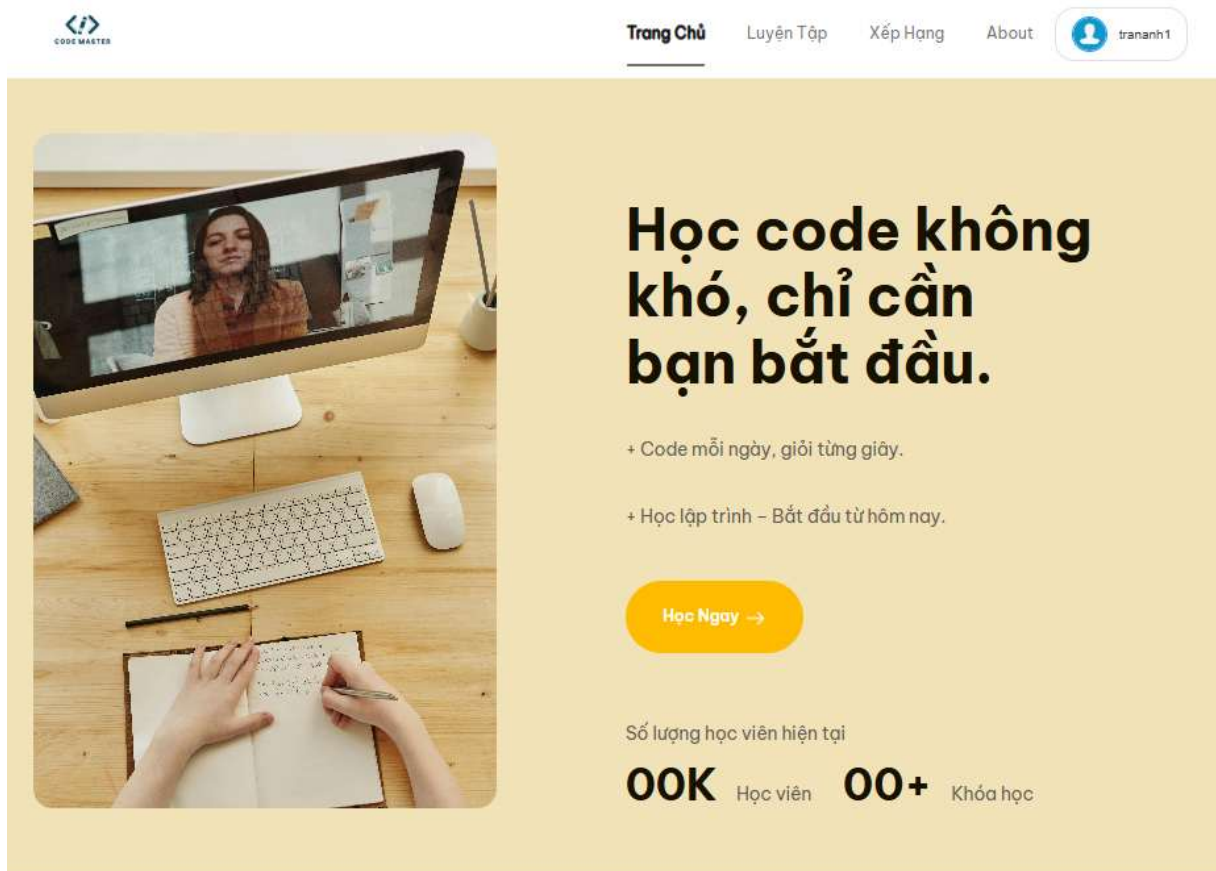 </i>
CODE MASTER
Trang Chủ
Luyện Tập
Xếp Hạng
About
trananh1
Học code không
khó, chỉ cần
bạn bắt đầu.
+ Code mỗi ngày, giỏi từng giây.
+ Học lập trình – Bắt đầu từ hôm nay.
Học Ngay →
Số lượng học viên hiện tại
00K Học viên 00+ Khóa học